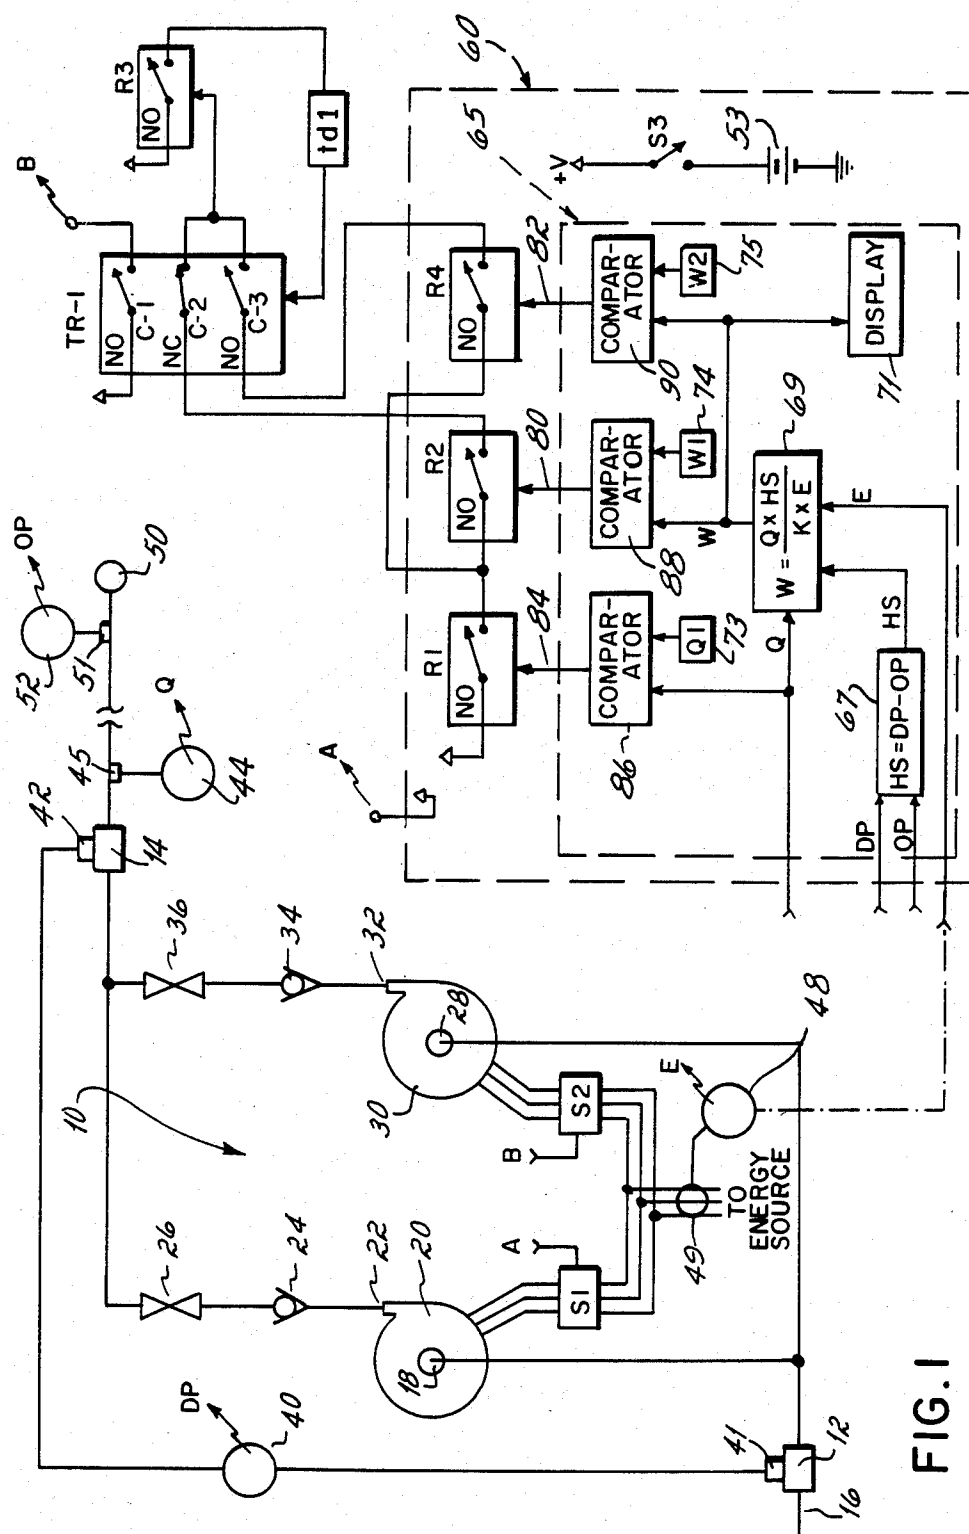 R3
NO
td1
B
TR-1
NO
C-1
NC
C-2
NO
C-3
60
65
+V
S3
53
R4
NO
82
COMPAR-
ATOR
90
W2
75
DISPLAY
71
R2
NO
80
COMPAR-
ATOR
88
W1
74
W
R1
NO
84
COMPAR-
ATOR
86
Q1
73
Q
W = Q x HS
K x E
69
E
HS
67
HS=DP-OP
DP
OP
OP
50
52
51
Q
45
44
42
14
A
36
34
32
28
30
10
S2
B
E
48
49
TO
ENERGY
SOURCE
26
24
22
20
18
A
S1
DP
40
41
12
16
FIG.1